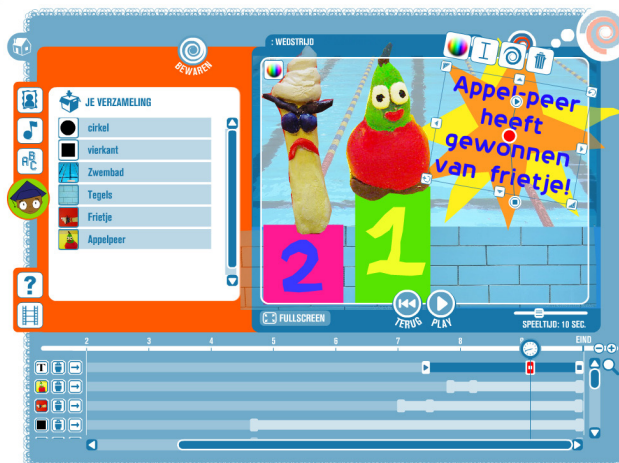 : WEDSTRIJD
BEWAREN
JE VERZAMELING
cirkel
vierkant
Zwembad
Tegels
Frietje
Appelpeer
A
B
C
Appel-peer
heeft
gewonnen
van frietje!
2
1
?
FULLSCREEN
TERUG
PLAY
SPEELTIJD: 10 SEC.
2
3
4
5
6
7
8
9
EIND
T